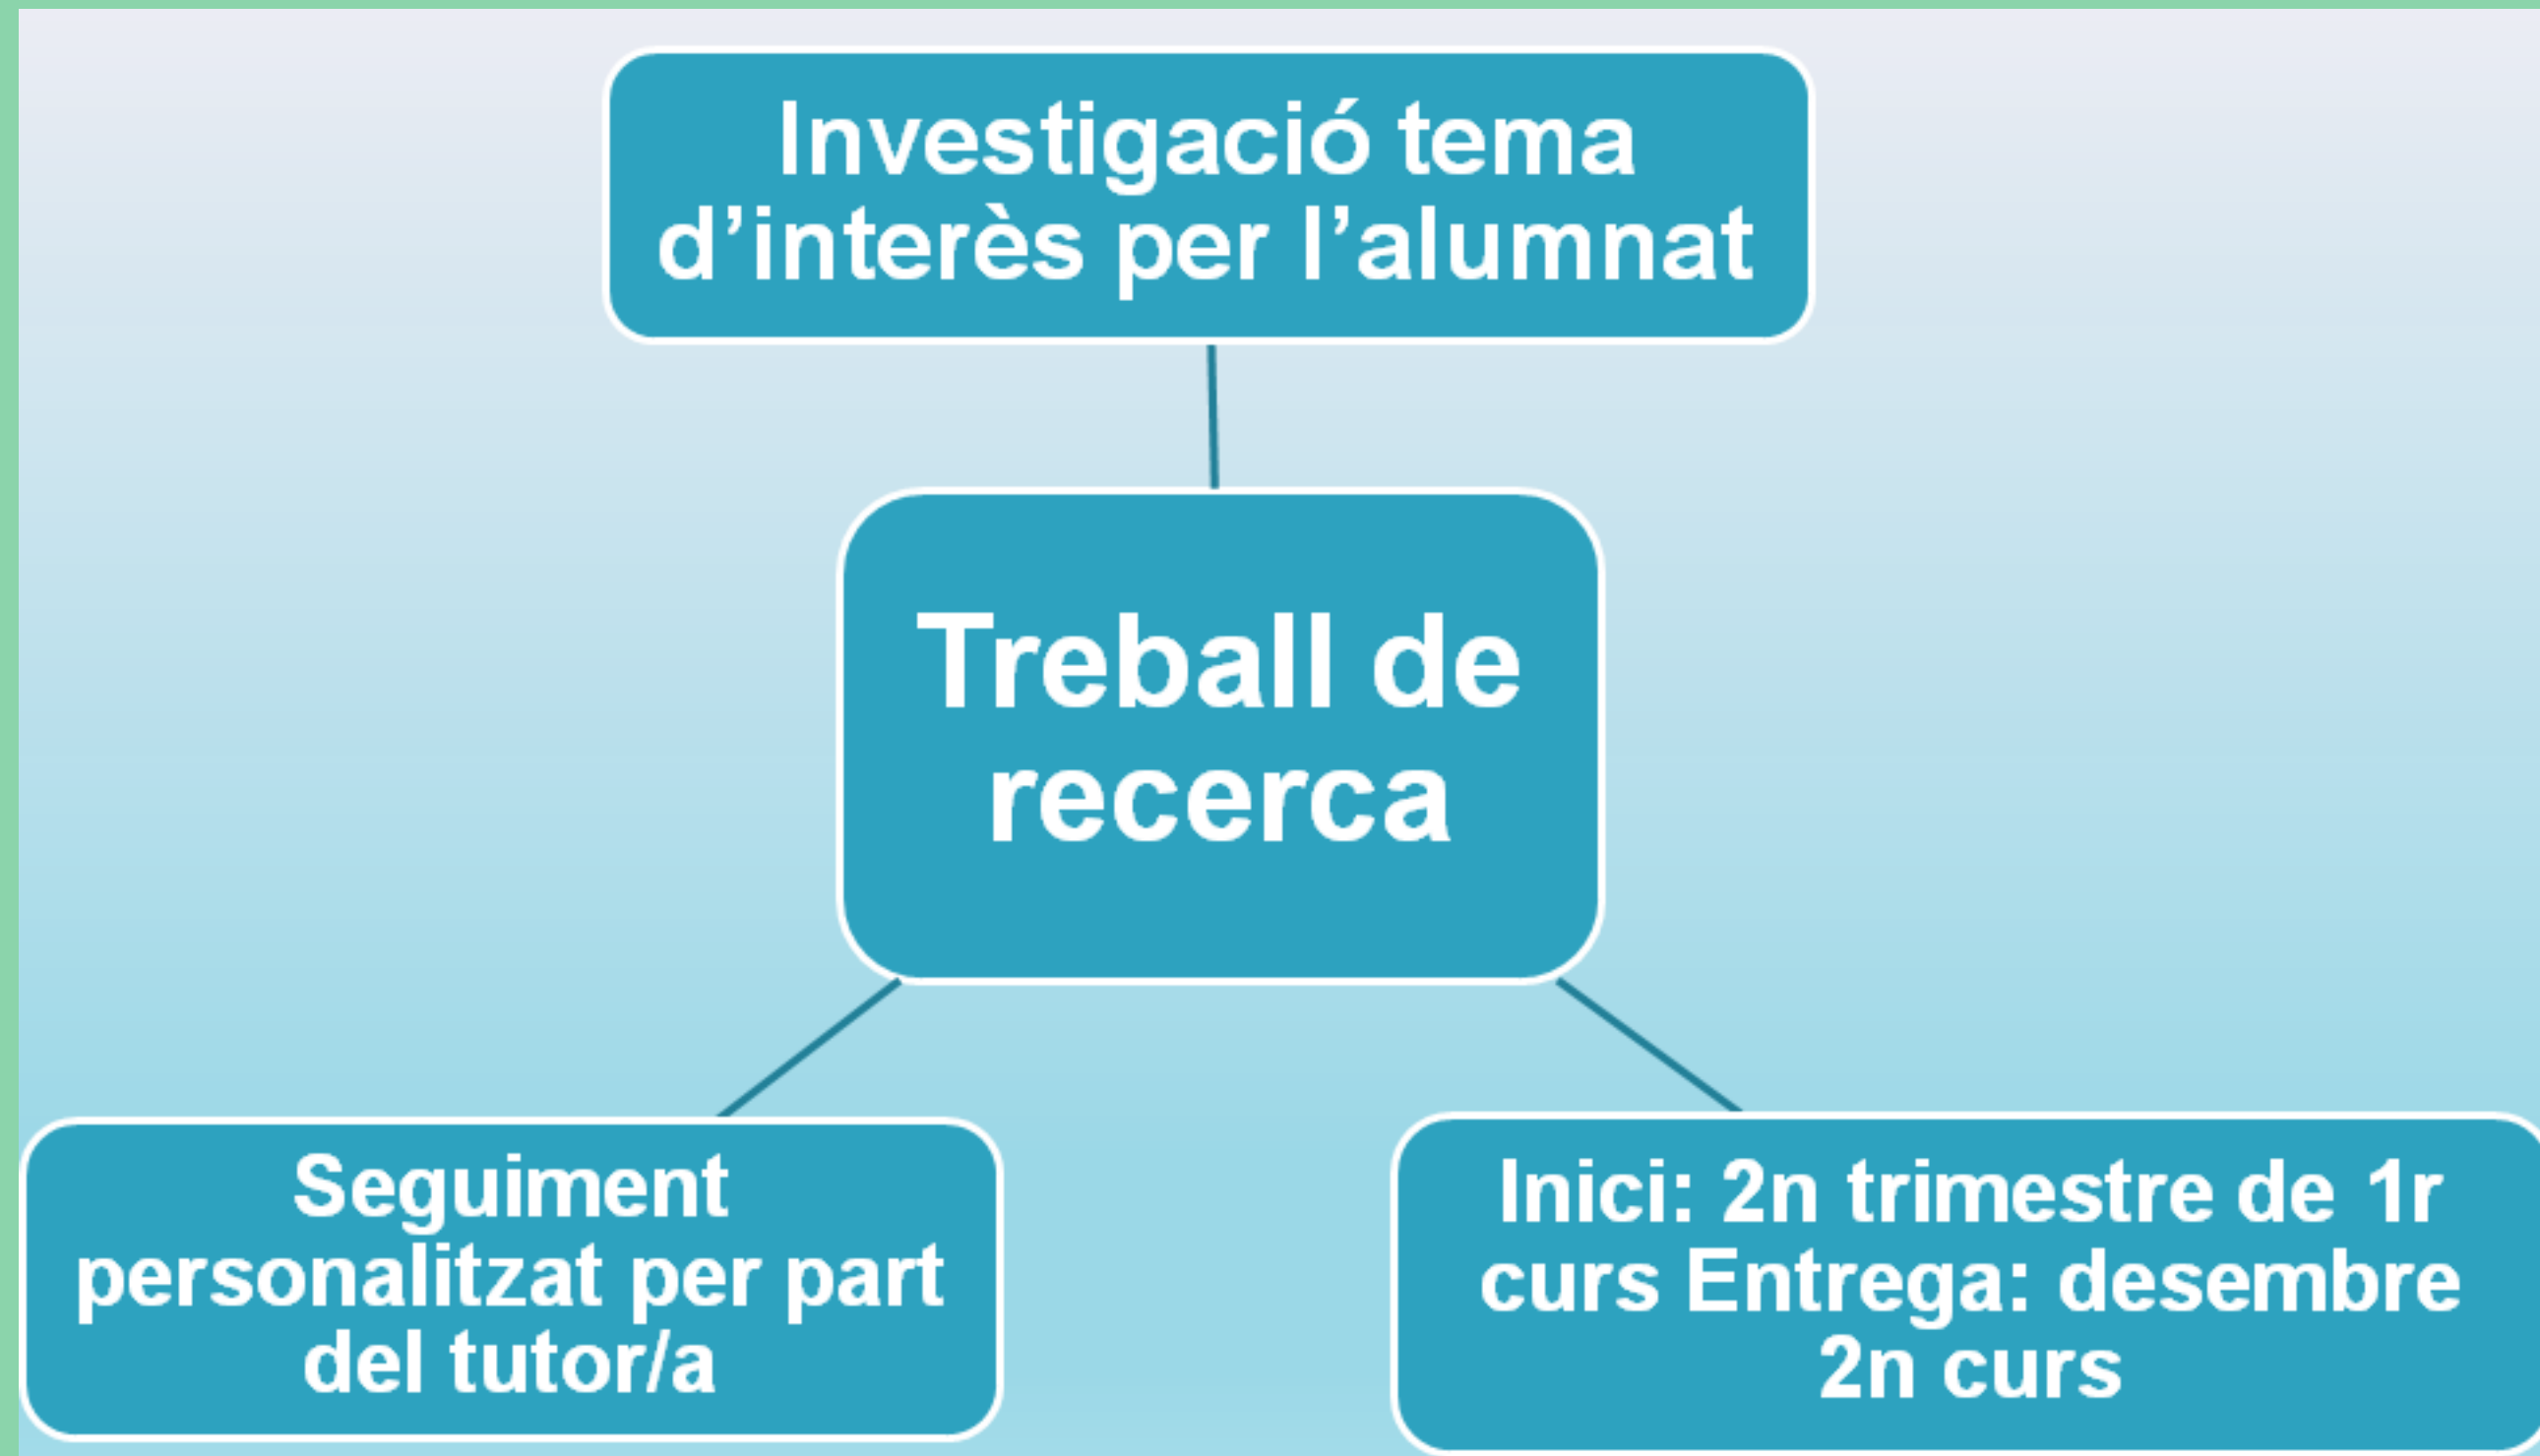 Investigació tema
d’interès per l’alumnat
Treball de
recerca
Seguiment
personalitzat per part
del tutor/a
Inici: 2n trimestre de 1r
curs Entrega: desembre
2n curs